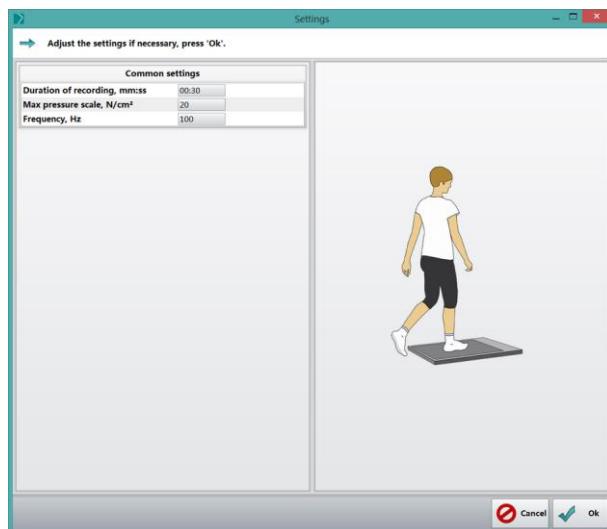 Settings
Adjust the settings if necessary, press 'Ok'.
Common settings
Duration of recording, mm:ss 00:30
Max pressure scale, N/cm² 20
Frequency, Hz 100
Cancel Ok